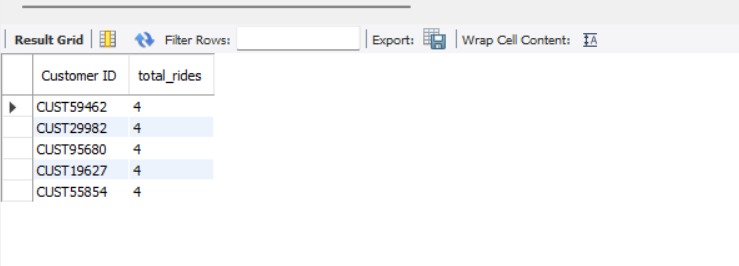 Result Grid Filter Rows: Export: Wrap Cell Content: IA
Customer ID total_rides
CUST59462 4
CUST29982 4
CUST95680 4
CUST19627 4
CUST55854 4